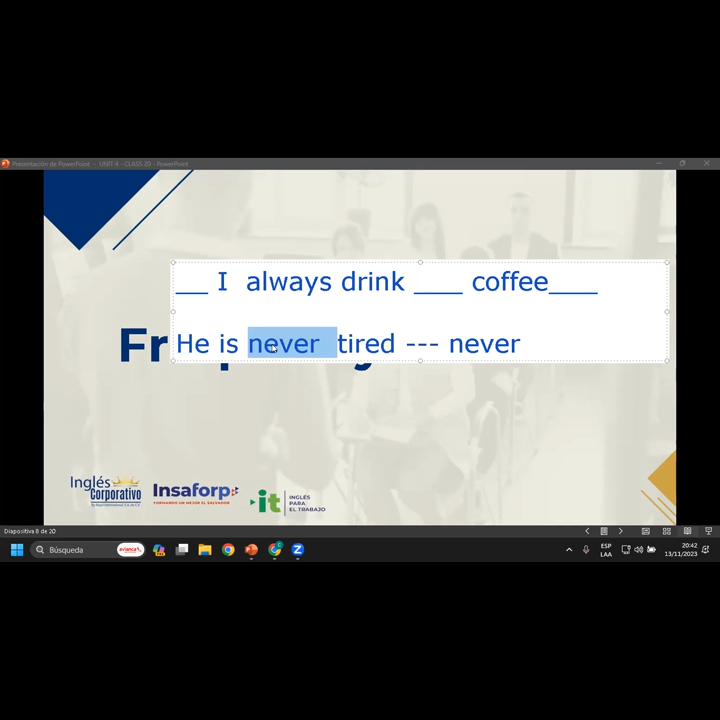 Presentación de PowerPoint - UNIT 4 - CLASS 20 - PowerPoint
__ I  always drink ___ coffee___
Fr
He is never  tired --- never
Inglés
Corporativo
Insaforp
FORMANDO UN MEJOR EL SALVADOR
it
INGLÉS
PARA
EL TRABAJO
Diapositiva 8 de 20
Búsqueda
avianca
ESP
LAA
20:42
13/11/2023